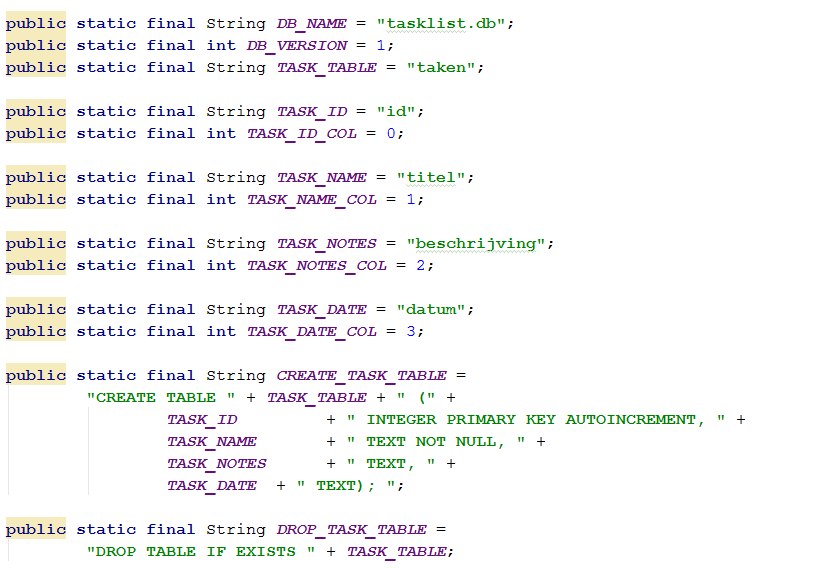 public static final String DB_NAME = "tasklist.db";
public static final int DB_VERSION = 1;
public static final String TASK_TABLE = "taken";
public static final String TASK_ID = "id";
public static final int TASK_ID_COL = 0;
public static final String TASK_NAME = "titel";
public static final int TASK_NAME_COL = 1;
public static final String TASK_NOTES = "beschrijving";
public static final int TASK_NOTES_COL = 2;
public static final String TASK_DATE = "datum";
public static final int TASK_DATE_COL = 3;
public static final String CREATE_TASK_TABLE =
"CREATE TABLE " + TASK_TABLE + " (" +
TASK_ID + " INTEGER PRIMARY KEY AUTOINCREMENT, " +
TASK_NAME + " TEXT NOT NULL, " +
TASK_NOTES + " TEXT, " +
TASK_DATE + " TEXT); ";
public static final String DROP_TASK_TABLE =
"DROP TABLE IF EXISTS " + TASK_TABLE;